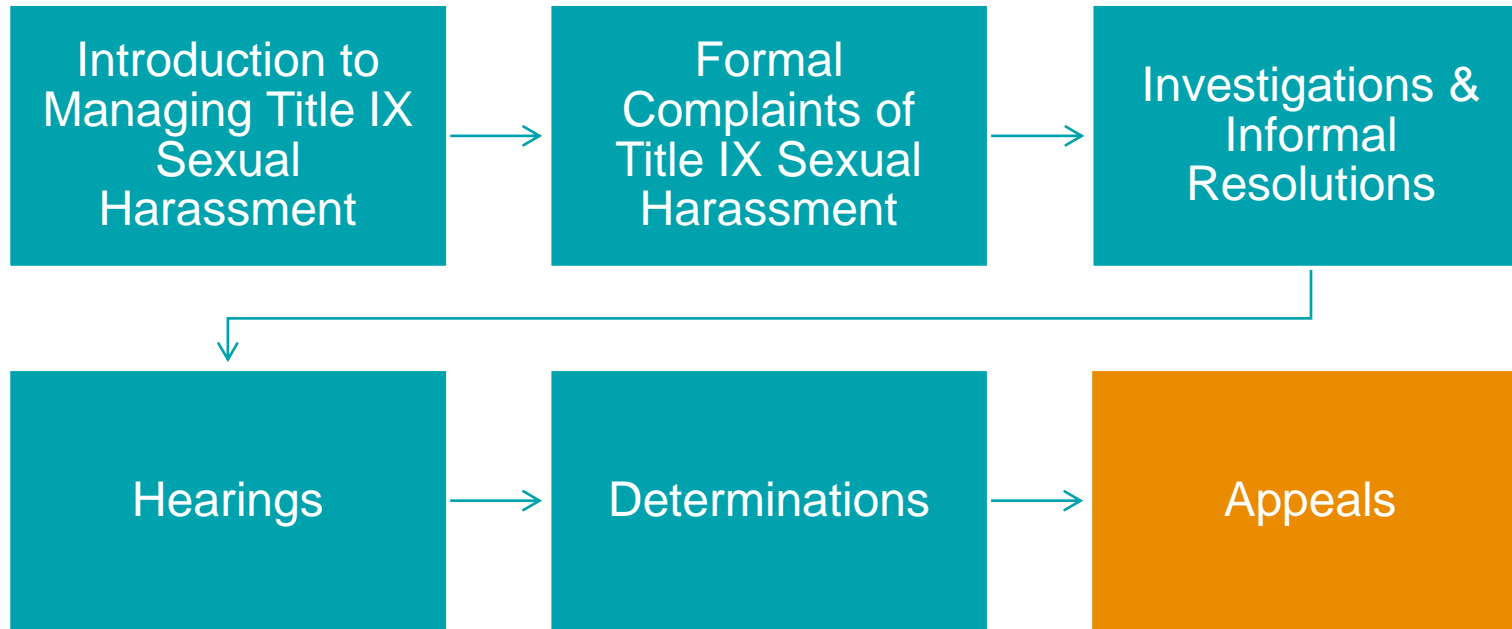 Introduction to
Managing Title IX
Sexual
Harassment
Formal
Complaints of
Title IX Sexual
Harassment
Investigations &
Informal
Resolutions
Hearings
Determinations
Appeals